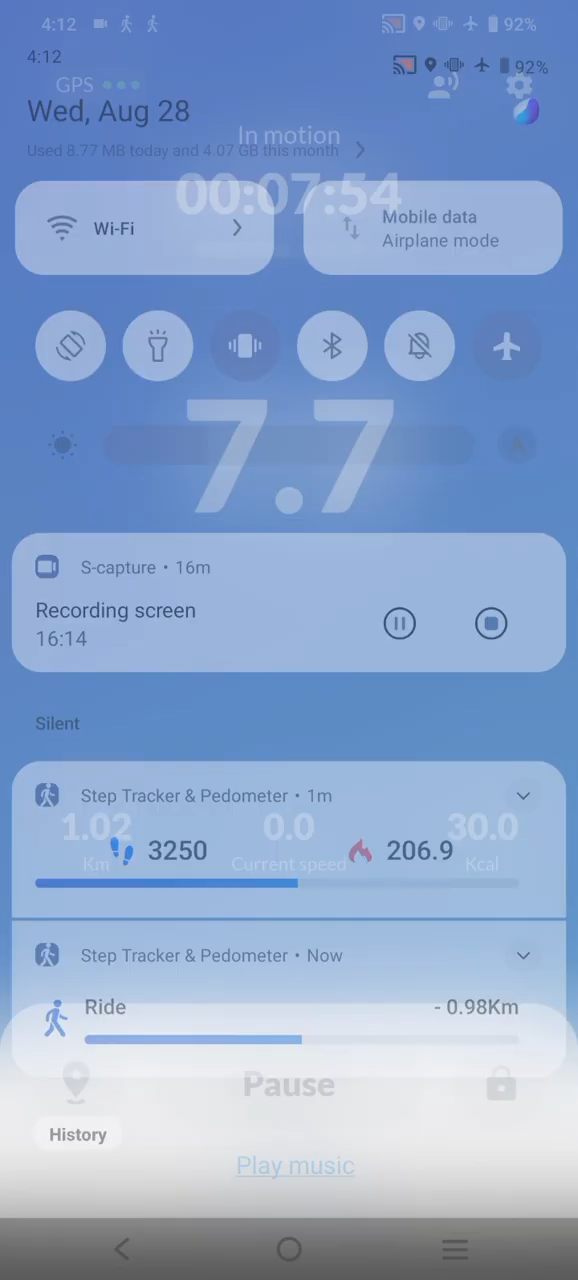 4:12 92%
4:12 92%
GPS
Wed, Aug 28
In motion
Used 8.77 MB today and 4.07 GB this month
00:07:54
Wi-Fi
Mobile data
Airplane mode
7.7
A
S-capture • 16m
Recording screen
16:14
Silent
Step Tracker & Pedometer • 1m
1.02 0.0 30.0
3250 206.9
Km Current speed Kcal
Step Tracker & Pedometer • Now
Ride - 0.98Km
Pause
History
Play music